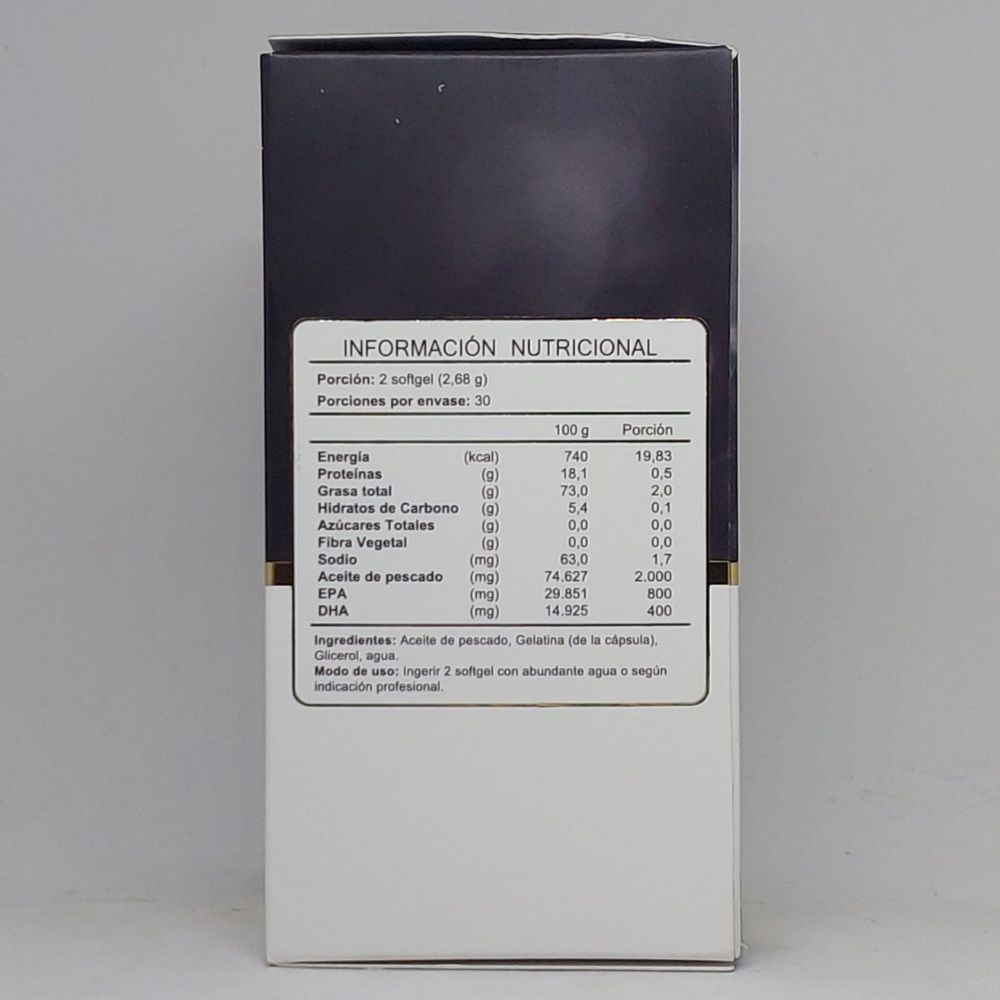 INFORMACIÓN NUTRICIONAL
Porción: 2 softgel (2,68 g)
Porciones por envase: 30
100 g Porción
Energía (kcal) 740 19,83
Proteínas (g) 18,1 0,5
Grasa total (g) 73,0 2,0
Hidratos de Carbono (g) 5,4 0,1
Azúcares Totales (g) 0,0 0,0
Fibra Vegetal (g) 0,0 0,0
Sodio (mg) 63,0 1,7
Aceite de pescado (mg) 74.627 2.000
EPA (mg) 29.851 800
DHA (mg) 14.925 400
Ingredientes: Aceite de pescado, Gelatina (de la cápsula),
Glicerol, agua.
Modo de uso: Ingerir 2 softgel con abundante agua o según
indicación profesional.